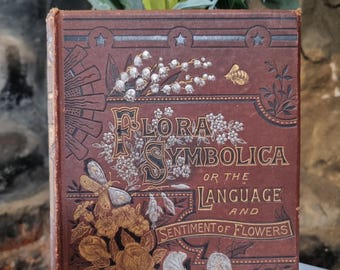 FLORA
SYMBOLICA
OR THE
LANGUAGE
AND
SENTIMENT OF FLOWERS